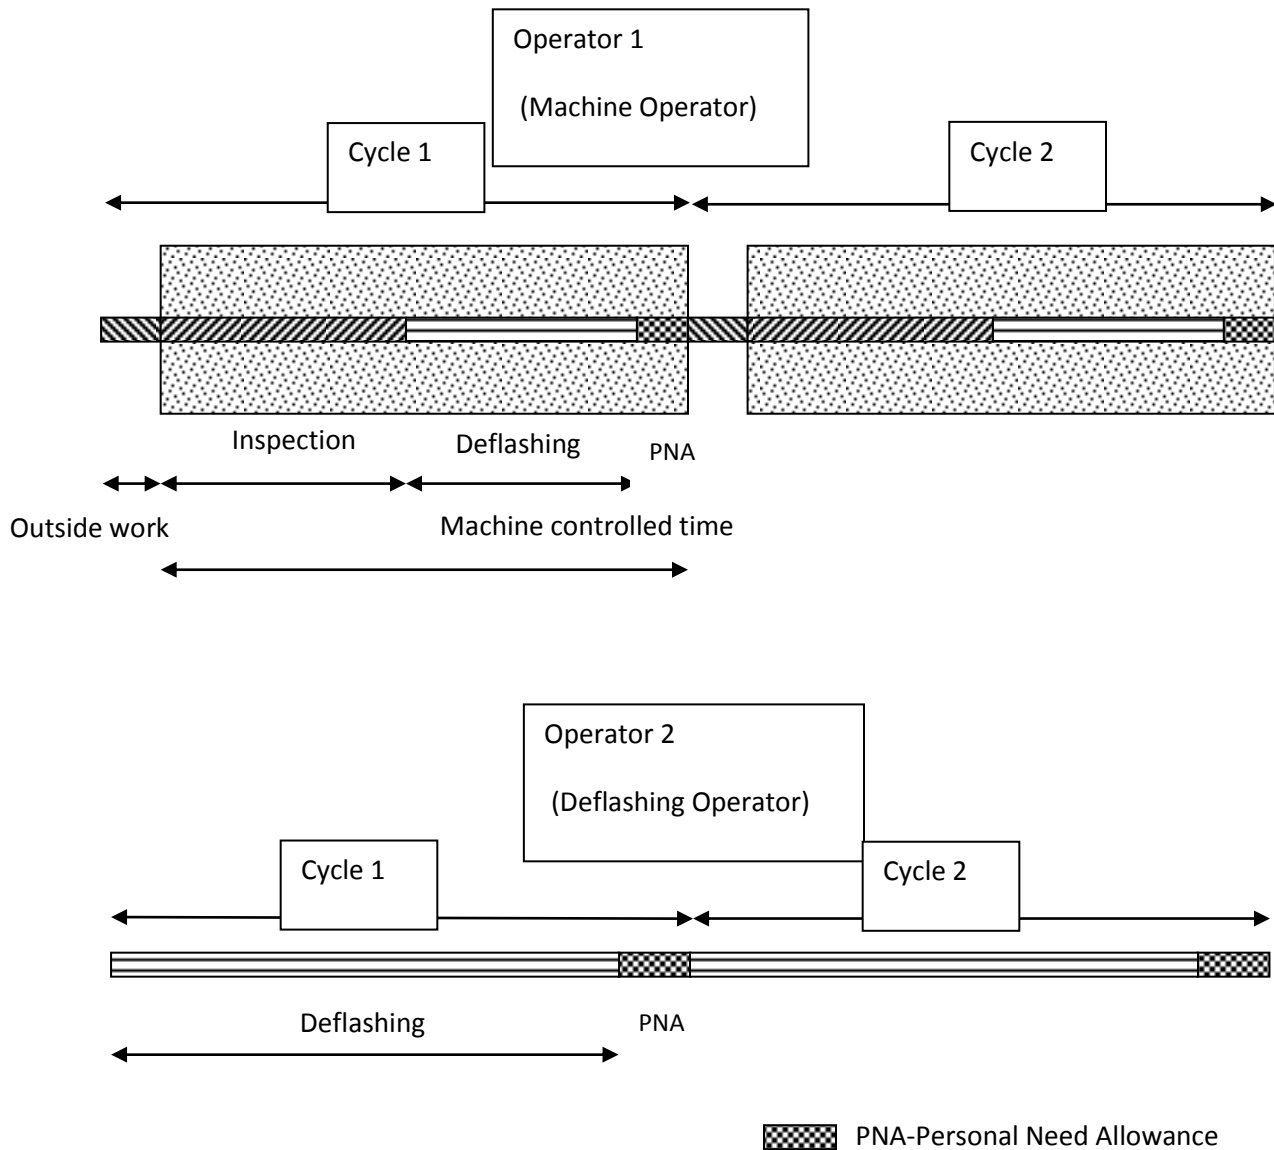 Operator 1
(Machine Operator)
Cycle 1
Cycle 2
Inspection
Deflashing
PNA
Outside work
Machine controlled time
Operator 2
(Deflashing Operator)
Cycle 1
Cycle 2
Deflashing
PNA
PNA-Personal Need Allowance